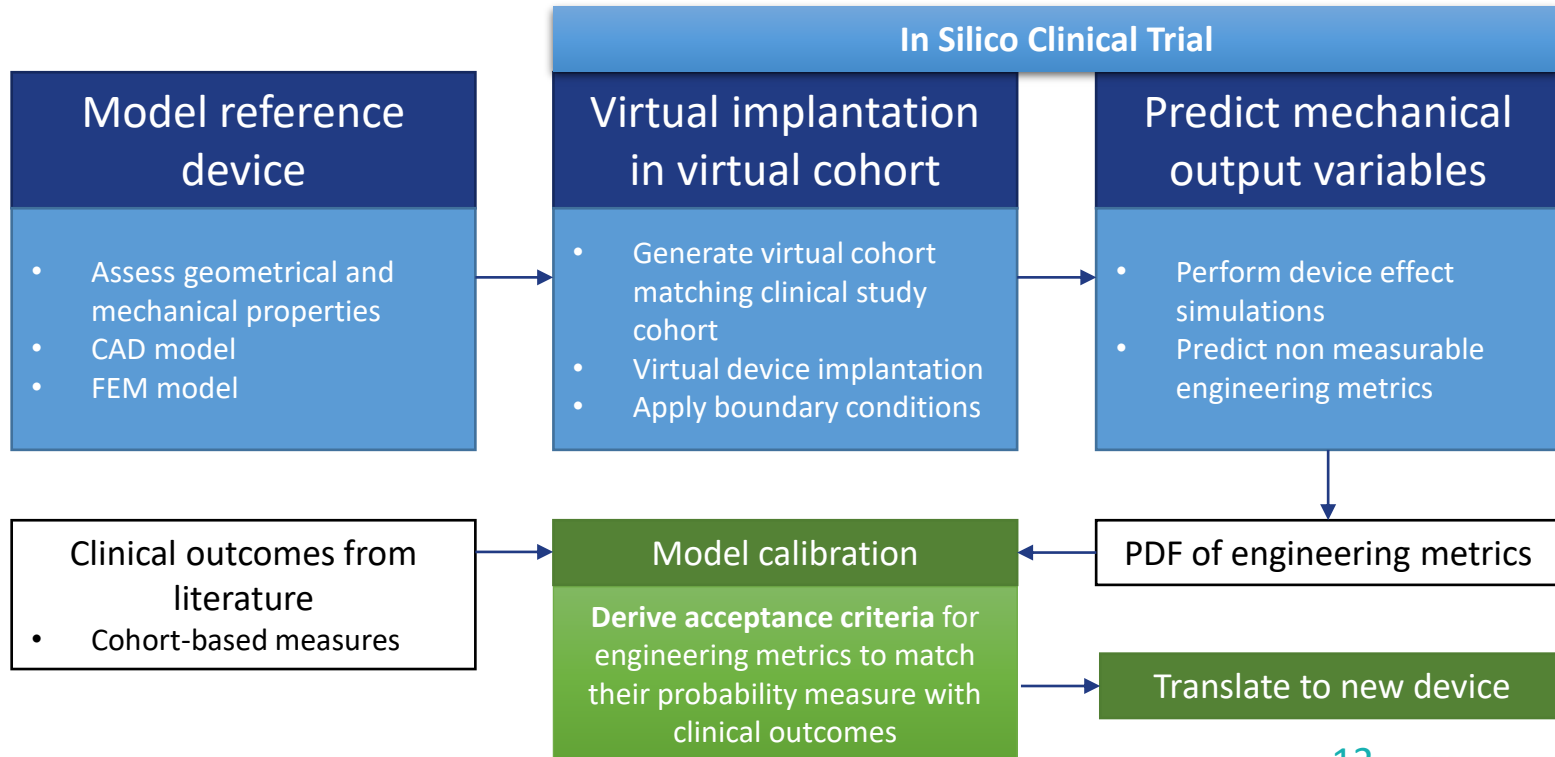 In Silico Clinical Trial
Model reference
device
• Assess geometrical and
mechanical properties
• CAD model
• FEM model
Virtual implantation
in virtual cohort
• Generate virtual cohort
matching clinical study
cohort
• Virtual device implantation
• Apply boundary conditions
Predict mechanical
output variables
• Perform device effect
simulations
• Predict non measurable
engineering metrics
Clinical outcomes from
literature
• Cohort-based measures
Model calibration
Derive acceptance criteria for
engineering metrics to match
their probability measure with
clinical outcomes
PDF of engineering metrics
Translate to new device